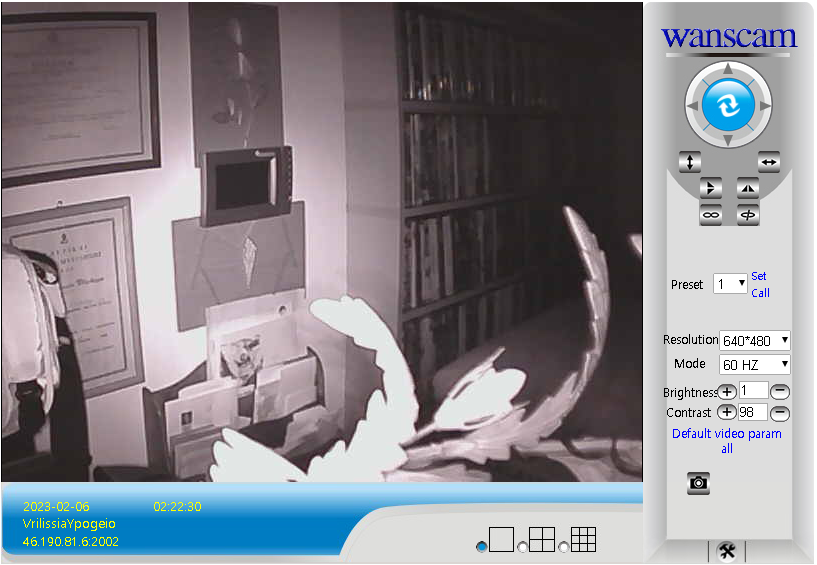 wanscam
Preset 1 Set
Call
Resolution 640*480
Mode 60 HZ
Brightness 1
Contrast 98
Default video param
all
2023-02-06 02:22:30
VrilissiaYpogeio
46.190.81.6:2002